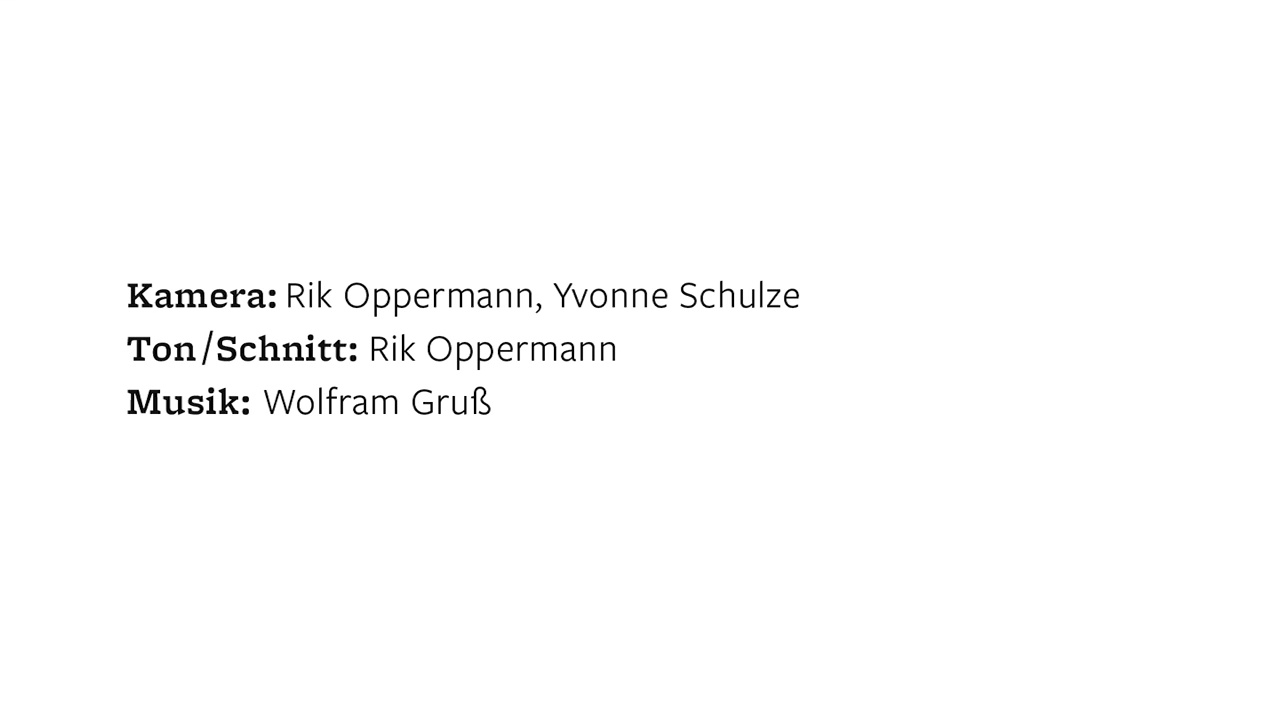 Kamera: Rik Oppermann, Yvonne Schulze
Ton/Schnitt: Rik Oppermann
Musik: Wolfram Gruß